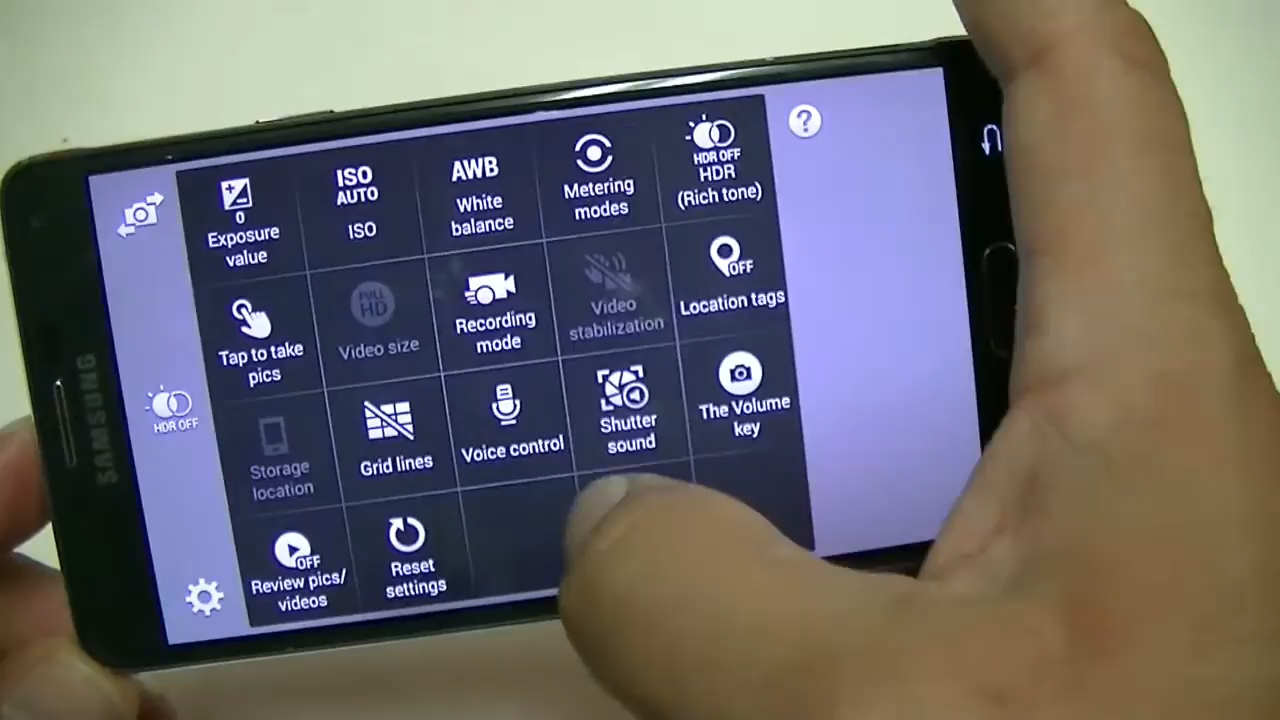 0
Exposure
value
ISO
AUTO
ISO
AWB
White
balance
Metering
modes
HDR OFF
HDR
(Rich tone)
?
Tap to take
pics
FULL
HD
Video size
Recording
mode
Video
stabilization
OFF
Location tags
HDR OFF
Storage
location
Grid lines
Voice control
Shutter
sound
The Volume
key
OFF
Review pics/
videos
Reset
settings
SAMSUNG